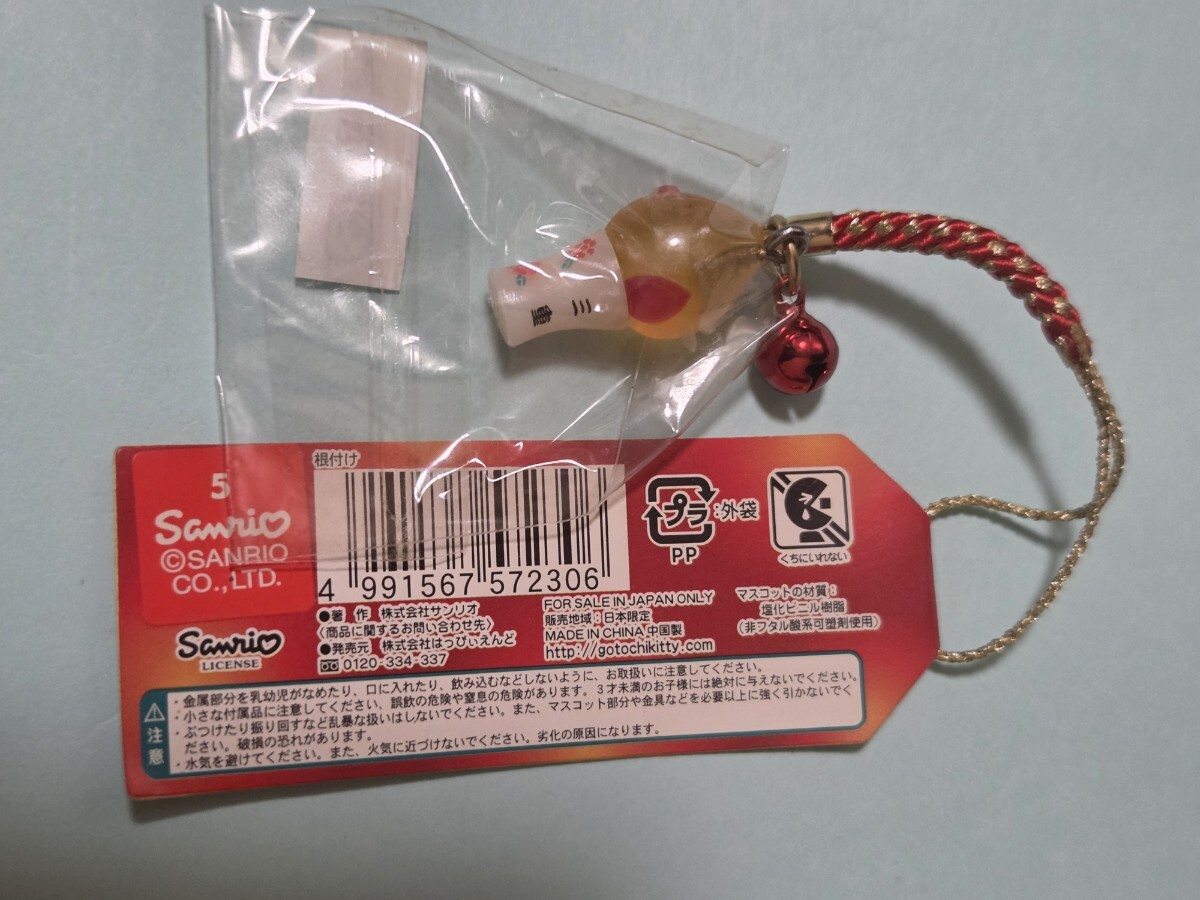 三重
5
Sanrio
©SANRIO
CO.,LTD.
Sanrio
LICENSE
根付け
4 991567 572306
●著 作 株式会社サンリオ
〈商品に関するお問い合わせ先〉
●発売元 株式会社はっぴぃえんど
0120-334-337
FOR SALE IN JAPAN ONLY
販売地域：日本限定
MADE IN CHINA 中国製
http://gotochikitty.com
プラ:外袋
PP
くちにいれない
マスコットの材質：
塩化ビニル樹脂
(非フタル酸系可塑剤使用)
注意
・金属部分を乳幼児がなめたり、口に入れたり、飲み込むなどしないように、お取扱いに注意してください。
・小さな付属品に注意してください、誤飲の危険や窒息の危険があります。3才未満のお子様には絶対に与えないでください。
・ぶつけたり振り回すなど乱暴な扱いはしないでください。また、マスコット部分や金具などを必要以上に強く引かないでく
ださい。破損の恐れがあります。
・水気を避けてください。また、火気に近づけないでください。劣化の原因になります。